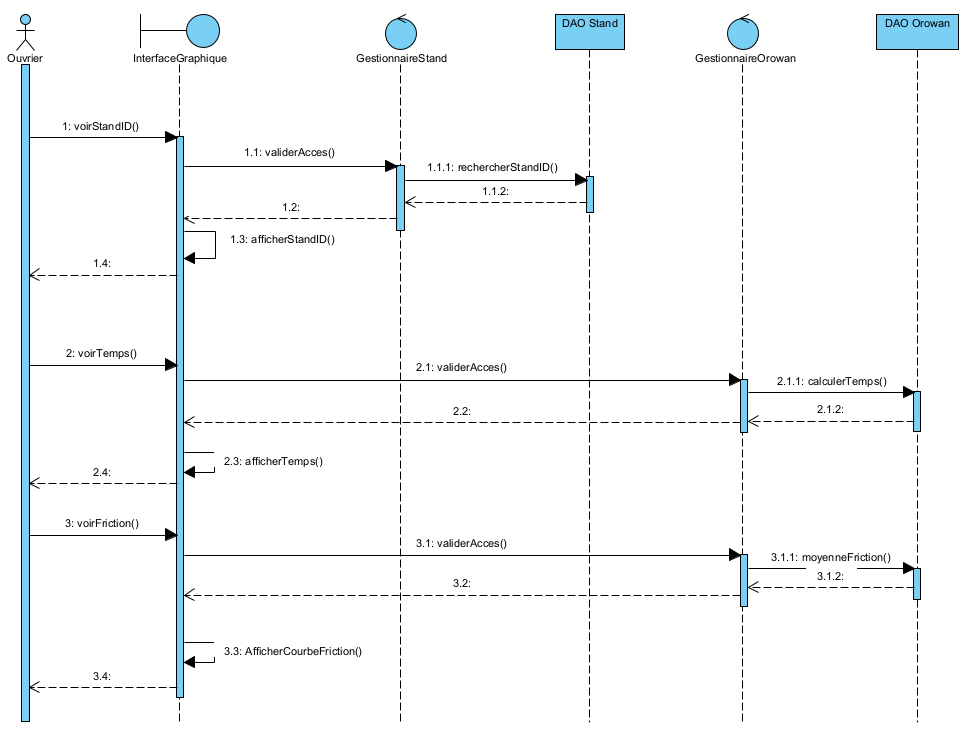 DAO Stand
DAO Orowan
Ouvrier
InterfaceGraphique
GestionnaireStand
GestionnaireOrowan
1: voirStandID()
1.1: validerAcces()
1.1.1: rechercherStandID()
1.1.2:
1.2:
1.3: afficherStandID()
1.4:
2: voirTemps()
2.1: validerAcces()
2.1.1: calculerTemps()
2.1.2:
2.2:
2.3: afficherTemps()
2.4:
3: voirFriction()
3.1: validerAcces()
3.1.1: moyenneFriction()
3.1.2:
3.2:
3.3: AfficherCourbeFriction()
3.4: